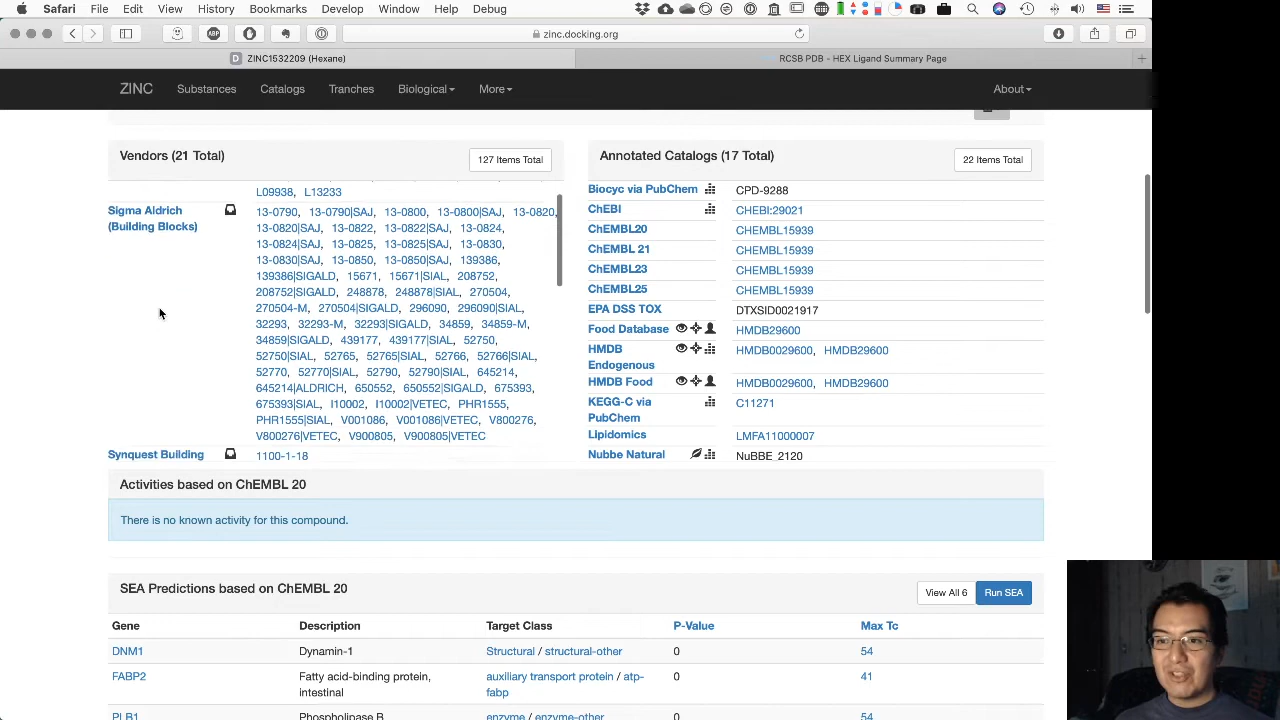 Safari File Edit View History Bookmarks Develop Window Help Debug
ABP zinc.docking.org
D ZINC1532209 (Hexane) RCSB PDB - HEX Ligand Summary Page
ZINC Substances Catalogs Tranches Biological More About
Vendors (21 Total) 127 Items Total
L09938, L13233
Sigma Aldrich
(Building Blocks)
13-0790, 13-0790|SAJ, 13-0800, 13-0800|SAJ, 13-0820,
13-0820|SAJ, 13-0822, 13-0822|SAJ, 13-0824,
13-0824|SAJ, 13-0825, 13-0825|SAJ, 13-0830,
13-0830|SAJ, 13-0850, 13-0850|SAJ, 139386,
139386|SIGALD, 15671, 15671|SIAL, 208752,
208752|SIGALD, 248878, 248878|SIAL, 270504,
270504-M, 270504|SIGALD, 296090, 296090|SIAL,
32293, 32293-M, 32293|SIGALD, 34859, 34859-M,
34859|SIGALD, 439177, 439177|SIAL, 52750,
52750|SIAL, 52765, 52765|SIAL, 52766, 52766|SIAL,
52770, 52770|SIAL, 52790, 52790|SIAL, 645214,
645214|ALDRICH, 650552, 650552|SIGALD, 675393,
675393|SIAL, I10002, I10002|VETEC, PHR1555,
PHR1555|SIAL, V001086, V001086|VETEC, V800276,
V800276|VETEC, V900805, V900805|VETEC
Synquest Building 1100-1-18
Annotated Catalogs (17 Total) 22 Items Total
Biocyc via PubChem CPD-9288
ChEBI CHEBI:29021
ChEMBL20 CHEMBL15939
ChEMBL 21 CHEMBL15939
ChEMBL23 CHEMBL15939
ChEMBL25 CHEMBL15939
EPA DSS TOX DTXSID0021917
Food Database HMDB29600
HMDB
Endogenous
HMDB0029600, HMDB29600
HMDB Food HMDB0029600, HMDB29600
KEGG-C via
PubChem
C11271
Lipidomics LMFA11000007
Nubbe Natural NuBBE_2120
Activities based on ChEMBL 20
There is no known activity for this compound.
SEA Predictions based on ChEMBL 20 View All 6 Run SEA
Gene Description Target Class P-Value Max Tc
DNM1 Dynamin-1 Structural / structural-other 0 54
FABP2 Fatty acid-binding protein,
intestinal
auxiliary transport protein / atp-
fabp
0 41
PLB1 Phospholipase B enzyme / enzyme-other 0 54